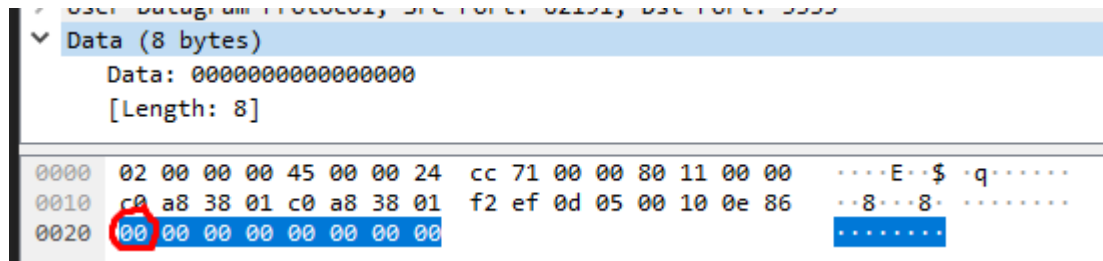 User Datagram Protocol, Src Port: 62191, Dst Port: 3333
Data (8 bytes)
Data: 0000000000000000
[Length: 8]
0000 02 00 00 00 45 00 00 24 cc 71 00 00 80 11 00 00 ····E··$ ·q······
0010 c0 a8 38 01 c0 a8 38 01 f2 ef 0d 05 00 10 0e 86 ··8···8· ········
0020 00 00 00 00 00 00 00 00 ········